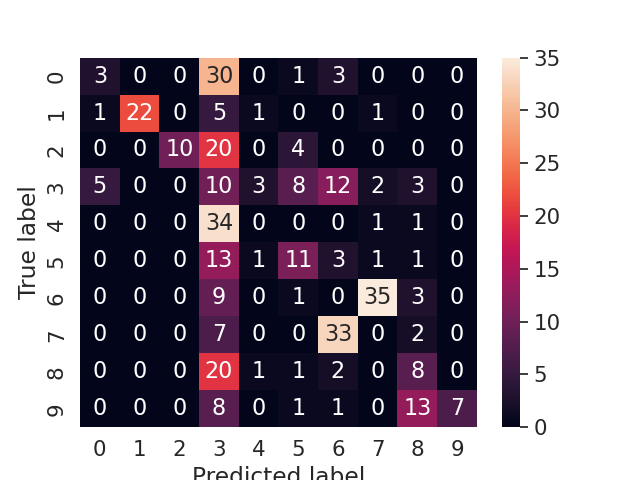 0 3 0 0 30 0 1 3 0 0 0
1 1 22 0 5 1 0 0 1 0 0
2 0 0 10 20 0 4 0 0 0 0
3 5 0 0 10 3 8 12 2 3 0
4 0 0 0 34 0 0 0 1 1 0
5 0 0 0 13 1 11 3 1 1 0
6 0 0 0 9 0 1 0 35 3 0
7 0 0 0 7 0 0 33 0 2 0
8 0 0 0 20 1 1 2 0 8 0
9 0 0 0 8 0 1 1 0 13 7
0 1 2 3 4 5 6 7 8 9
Predicted label
True label
35
30
25
20
15
10
5
0